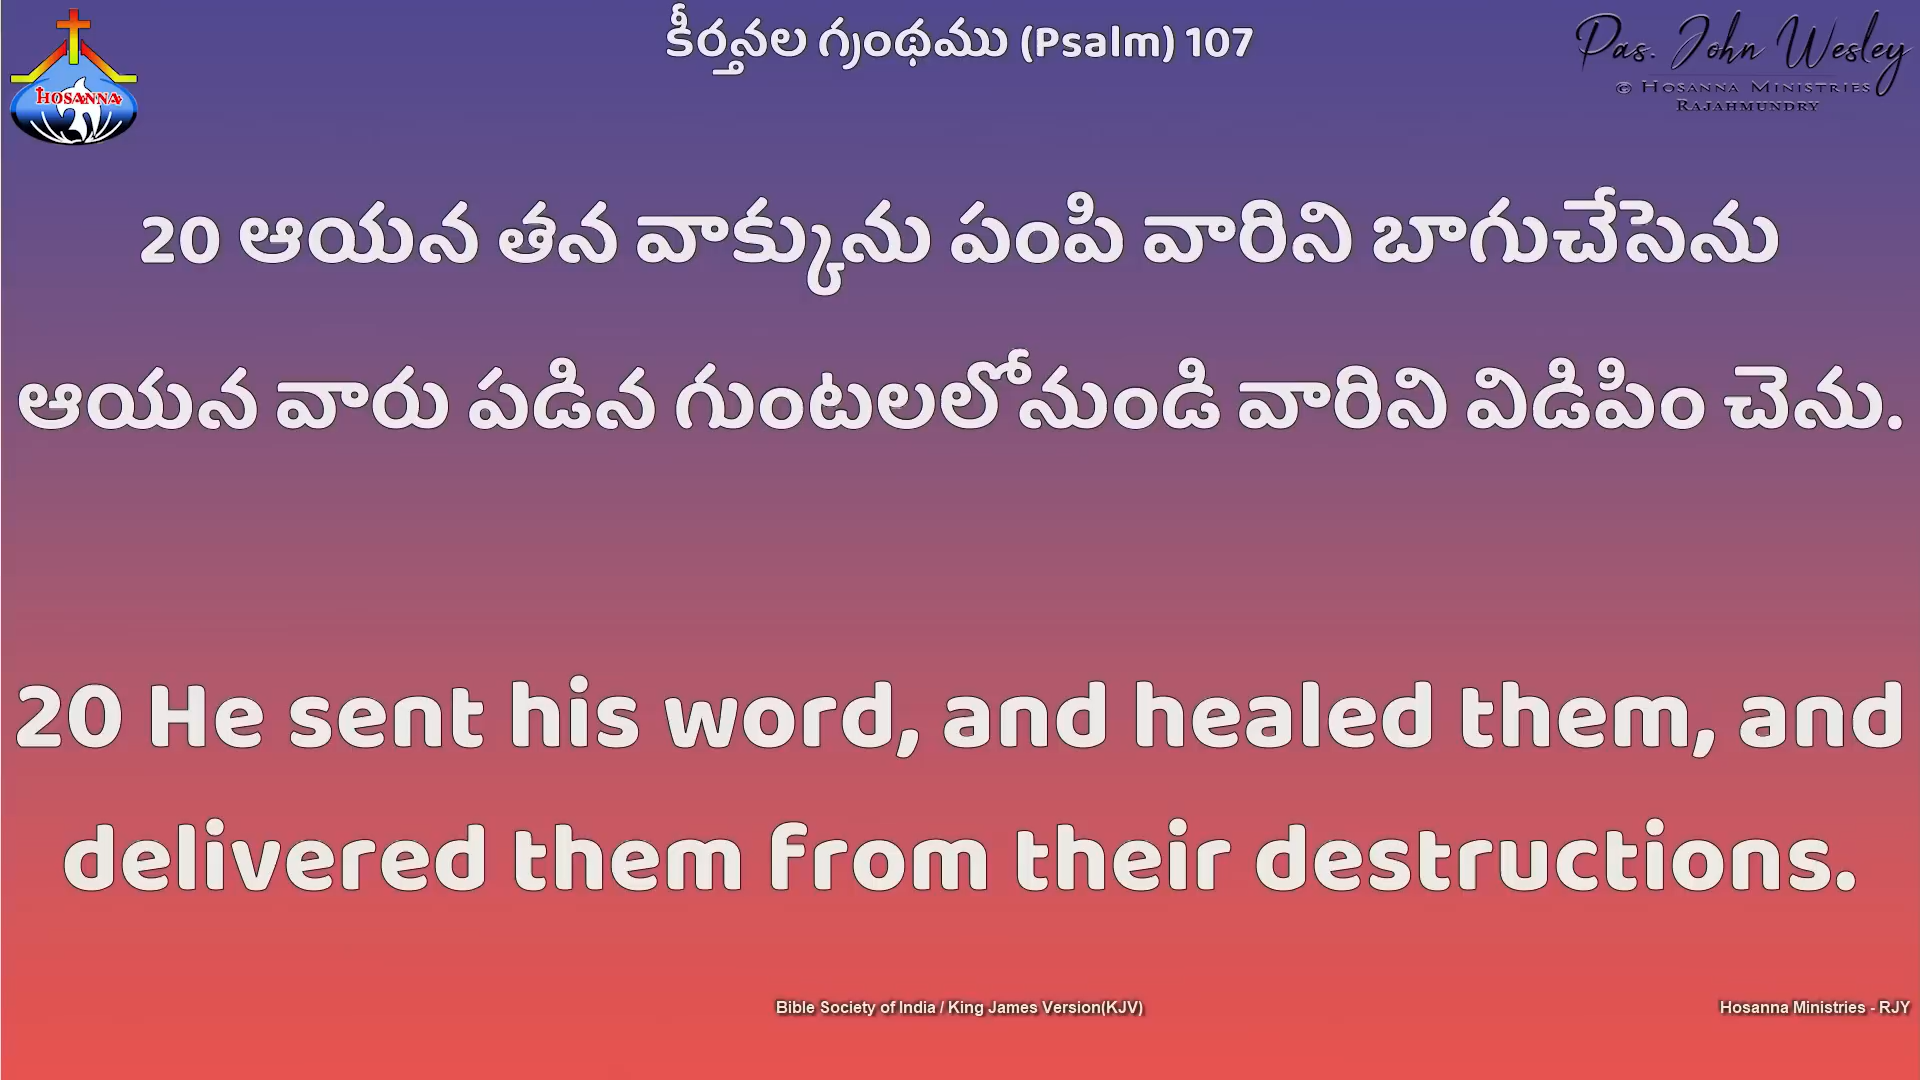 HOSANNA
కీర్తనల గ్రంథము (Psalm) 107
Pas. John Wesley
© HOSANNA MINISTRIES
RAJAHMUNDRY
20 ఆయన తన వాక్కును పంపి వారిని బాగుచేసెను
ఆయన వారు పడిన గుంటలలోనుండి వారిని విడిపిం చెను.
20 He sent his word, and healed them, and
delivered them from their destructions.
Bible Society of India / King James Version(KJV)
Hosanna Ministries - RJY